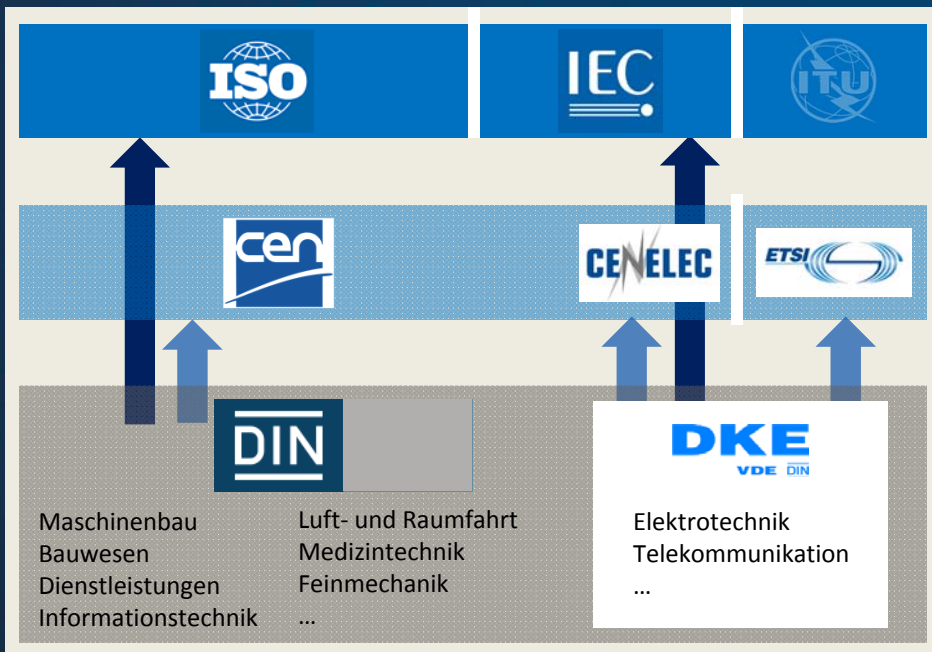 ISO
IEC
ITU
cen
CENELEC
ETSI
DIN
DKE
VDE DIN
Maschinenbau
Bauwesen
Dienstleistungen
Informationstechnik
Luft- und Raumfahrt
Medizintechnik
Feinmechanik
…
Elektrotechnik
Telekommunikation
…